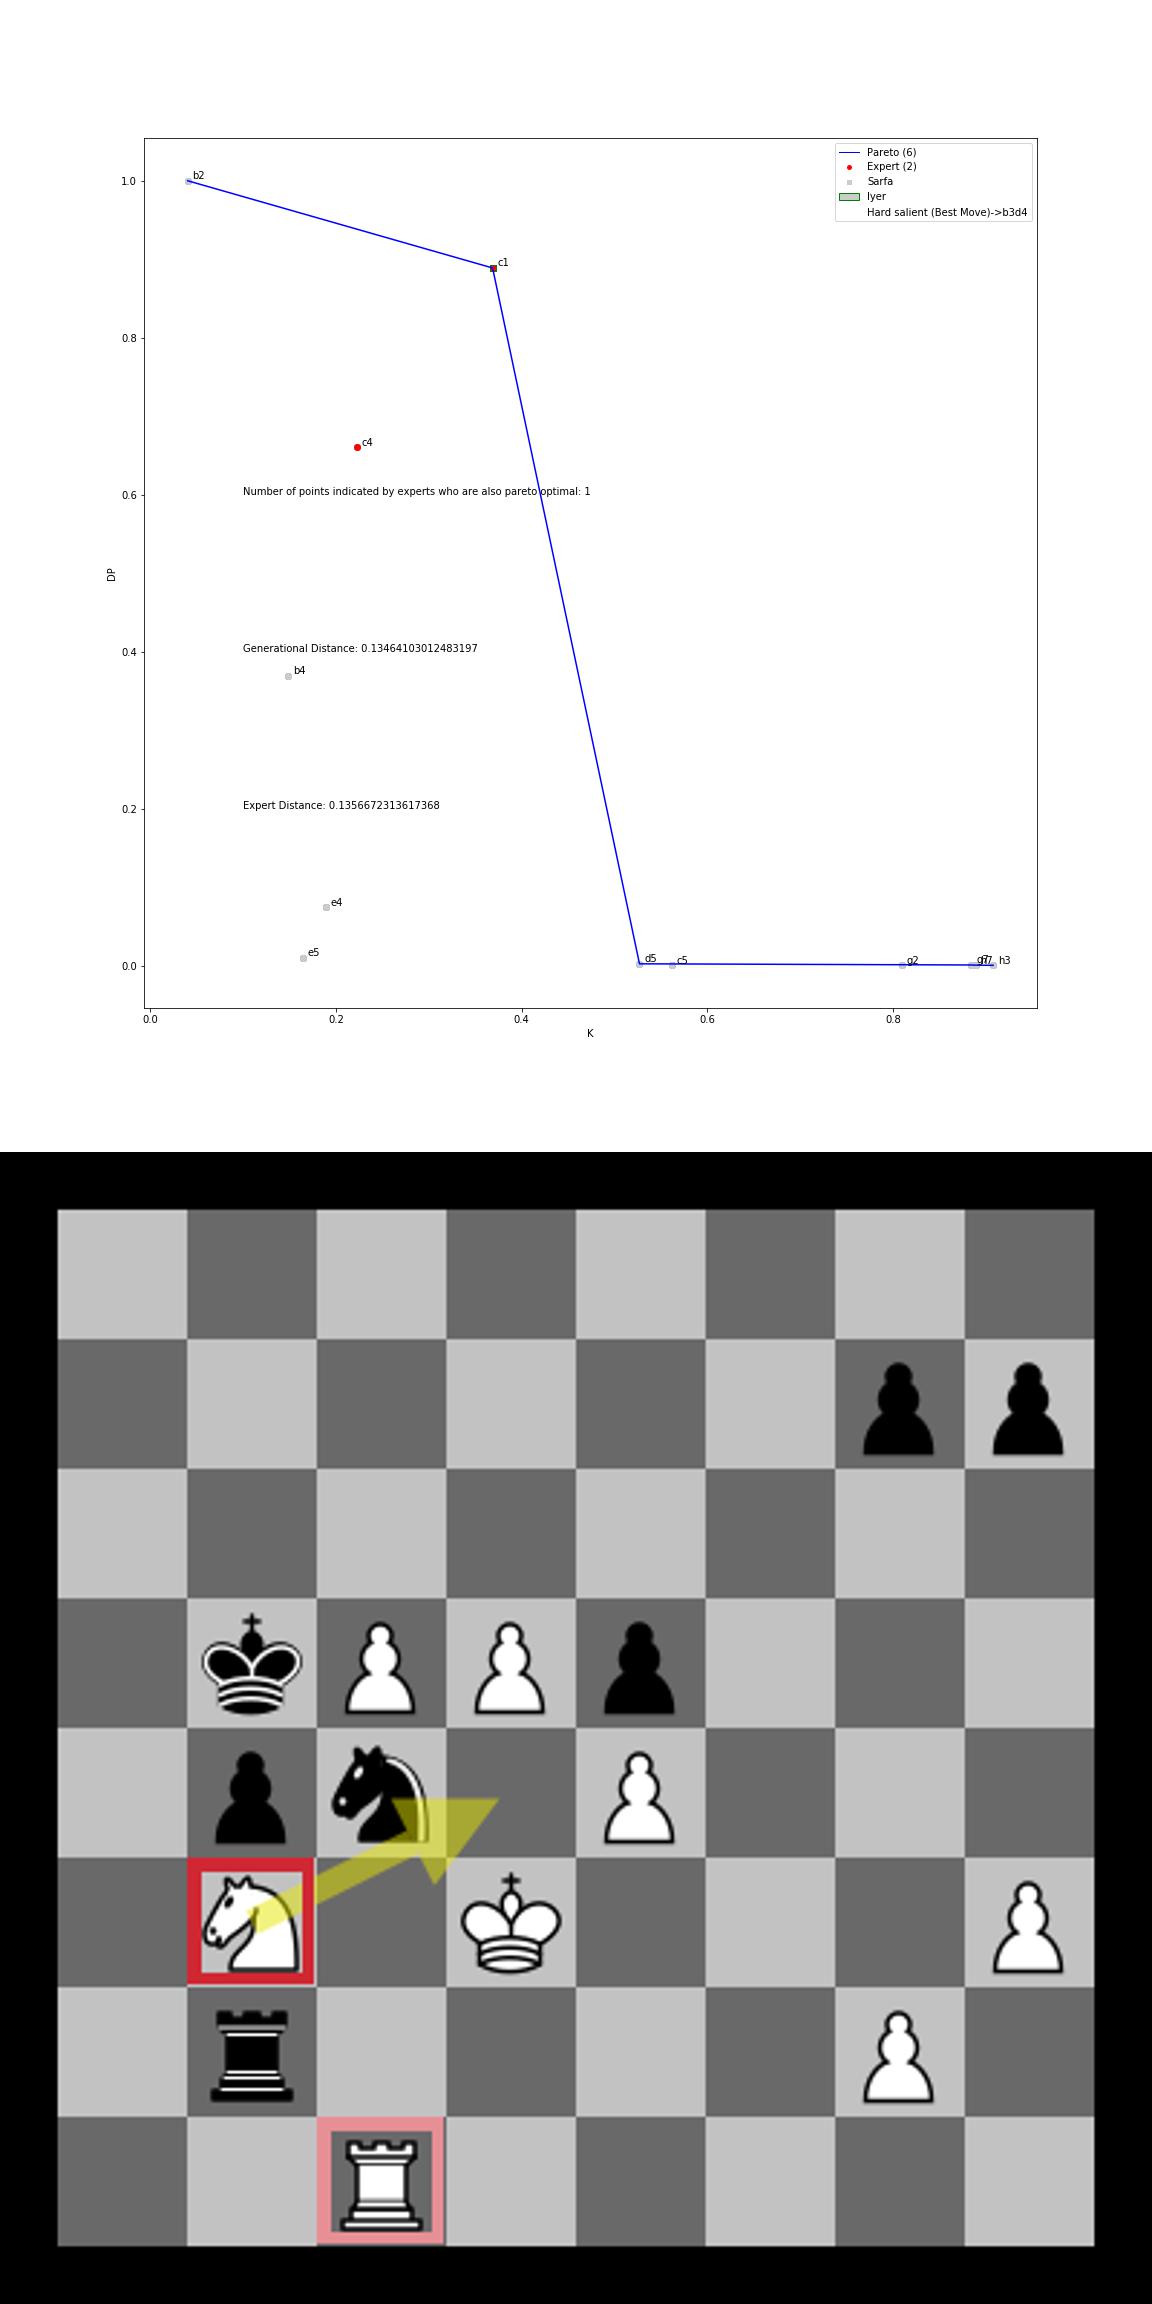 Pareto (6)
Expert (2)
Sarfa
Iyer
Hard salient (Best Move)->b3d4
1.0
b2
c1
0.8
c4
0.6
Number of points indicated by experts who are also pareto optimal: 1
DP
0.4
Generational Distance: 0.13464103012483197
b4
0.2
Expert Distance: 0.1356672313617368
e4
e5
0.0
d5
c5
g2
h3
0.0
0.2
0.4
0.6
0.8
K